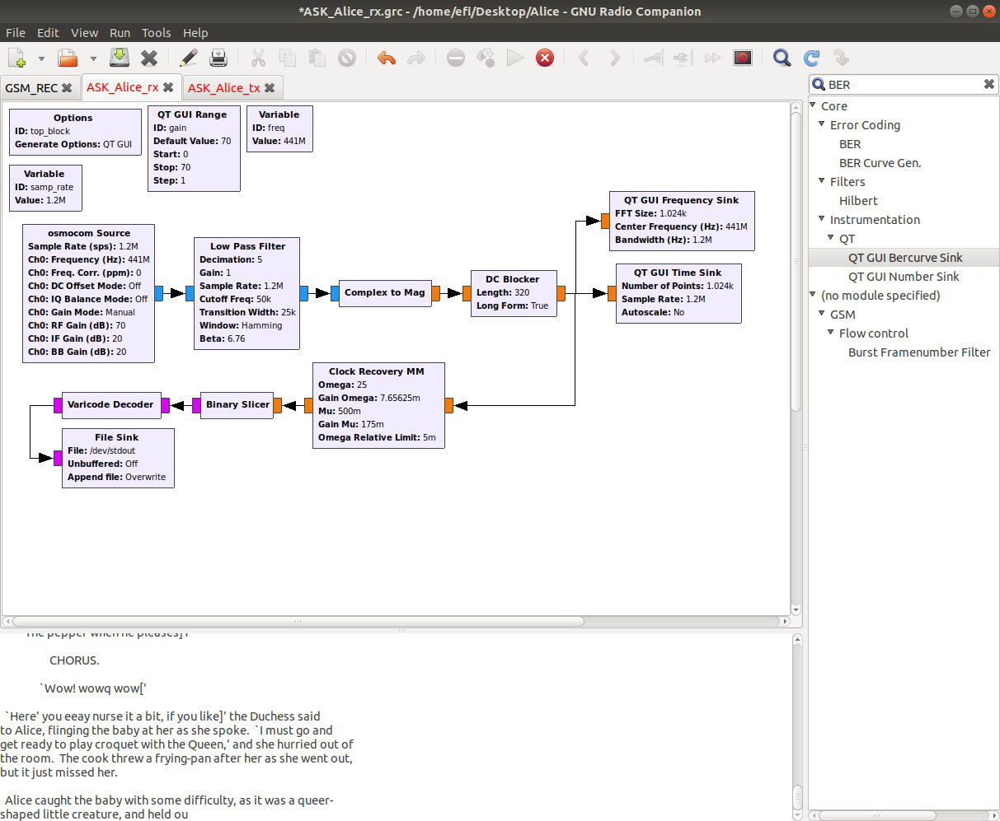 *ASK_Alice_rx.grc - /home/efi/Desktop/Alice - GNU Radio Companion
File Edit View Run Tools Help
GSM_REC
ASK_Alice_rx
ASK_Alice_tx
Options
ID: top_block
Generate Options: QT GUI
QT GUI Range
ID: gain
Default Value: 70
Start: 0
Stop: 70
Step: 1
Variable
ID: freq
Value: 441M
Variable
ID: samp_rate
Value: 1.2M
osmocom Source
Sample Rate (sps): 1.2M
Ch0: Frequency (Hz): 441M
Ch0: Freq. Corr. (ppm): 0
Ch0: DC Offset Mode: Off
Ch0: IQ Balance Mode: Off
Ch0: Gain Mode: Manual
Ch0: RF Gain (dB): 70
Ch0: IF Gain (dB): 20
Ch0: BB Gain (dB): 20
Low Pass Filter
Decimation: 5
Gain: 1
Sample Rate: 1.2M
Cutoff Freq: 50k
Transition Width: 25k
Window: Hamming
Beta: 6.76
Complex to Mag
DC Blocker
Length: 320
Long Form: True
QT GUI Frequency Sink
FFT Size: 1.024k
Center Frequency (Hz): 441M
Bandwidth (Hz): 1.2M
QT GUI Time Sink
Number of Points: 1.024k
Sample Rate: 1.2M
Autoscale: No
Clock Recovery MM
Omega: 25
Gain Omega: 7.65625m
Mu: 500m
Gain Mu: 175m
Omega Relative Limit: 5m
Binary Slicer
Varicode Decoder
File Sink
File: /dev/stdout
Unbuffered: Off
Append file: Overwrite
The pepper when he pleases]1
CHORUS.
`Wow! wowq wow['
`Here' you eeay nurse it a bit, if you like]' the Duchess said
to Alice, flinging the baby at her as she spoke. `I must go and
get ready to play croquet with the Queen,' and she hurried out of
the room. The cook threw a frying-pan after her as she went out,
but it just missed her.
Alice caught the baby with some difficulty, as it was a queer-
shaped little creature, and held ou
BER
Core
Error Coding
BER
BER Curve Gen.
Filters
Hilbert
Instrumentation
QT
QT GUI Bercurve Sink
QT GUI Number Sink
(no module specified)
GSM
Flow control
Burst Framenumber Filter